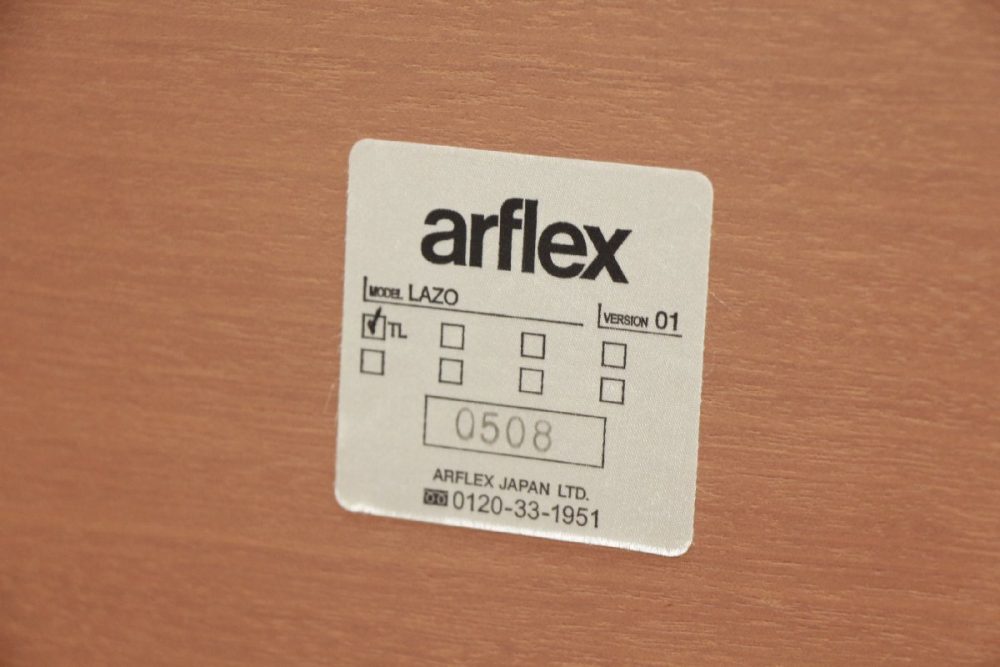 arflex
MODEL LAZO
VERSION 01
TL
0508
ARFLEX JAPAN LTD.
0120-33-1951